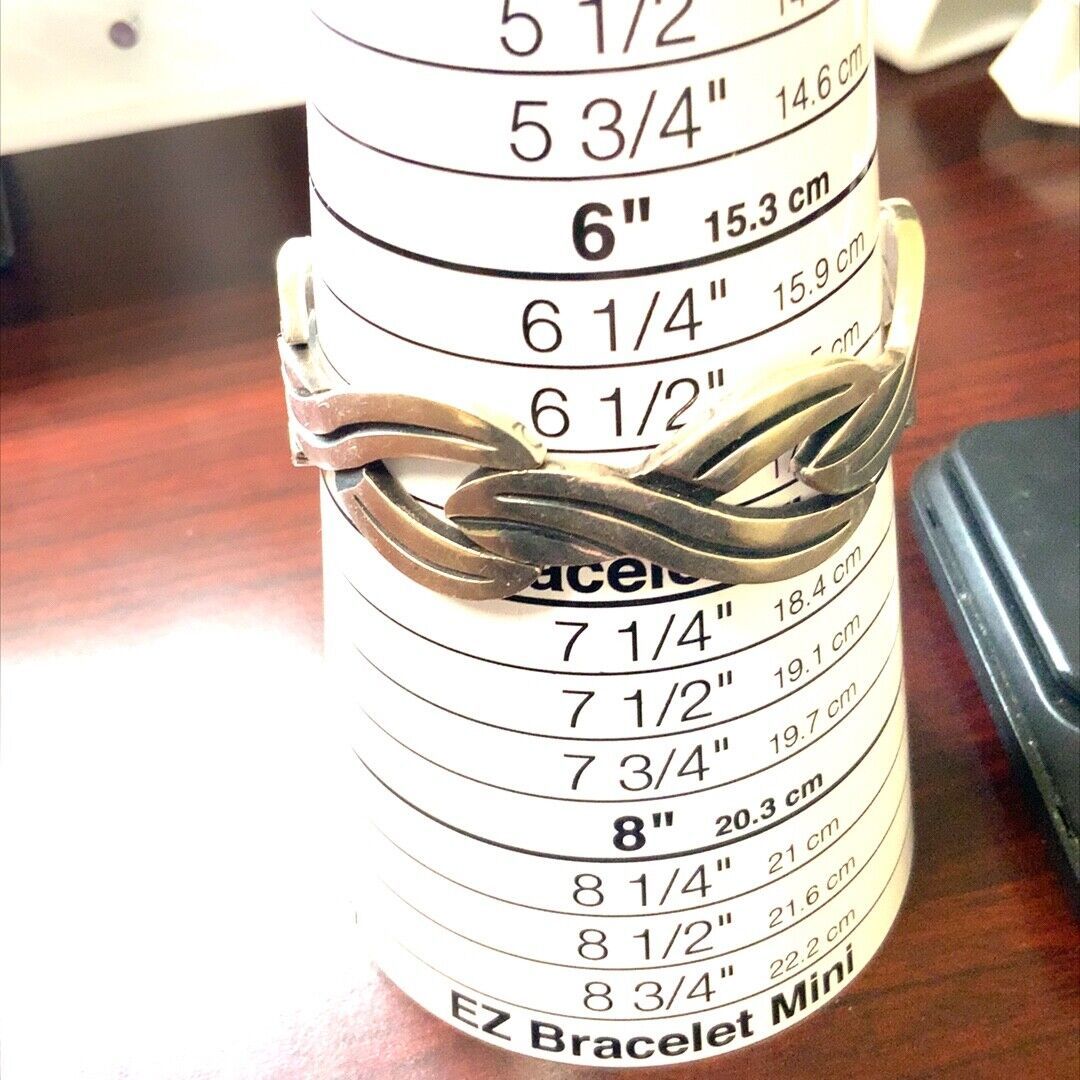 5 1/2
5 3/4" 14.6 cm
6" 15.3 cm
6 1/4" 15.9 cm
6 1/2" cm
7 1/4" 18.4 cm
7 1/2" 19.1 cm
7 3/4" 19.7 cm
8" 20.3 cm
8 1/4" 21 cm
8 1/2" 21.6 cm
8 3/4" 22.2 cm
EZ Bracelet Mini